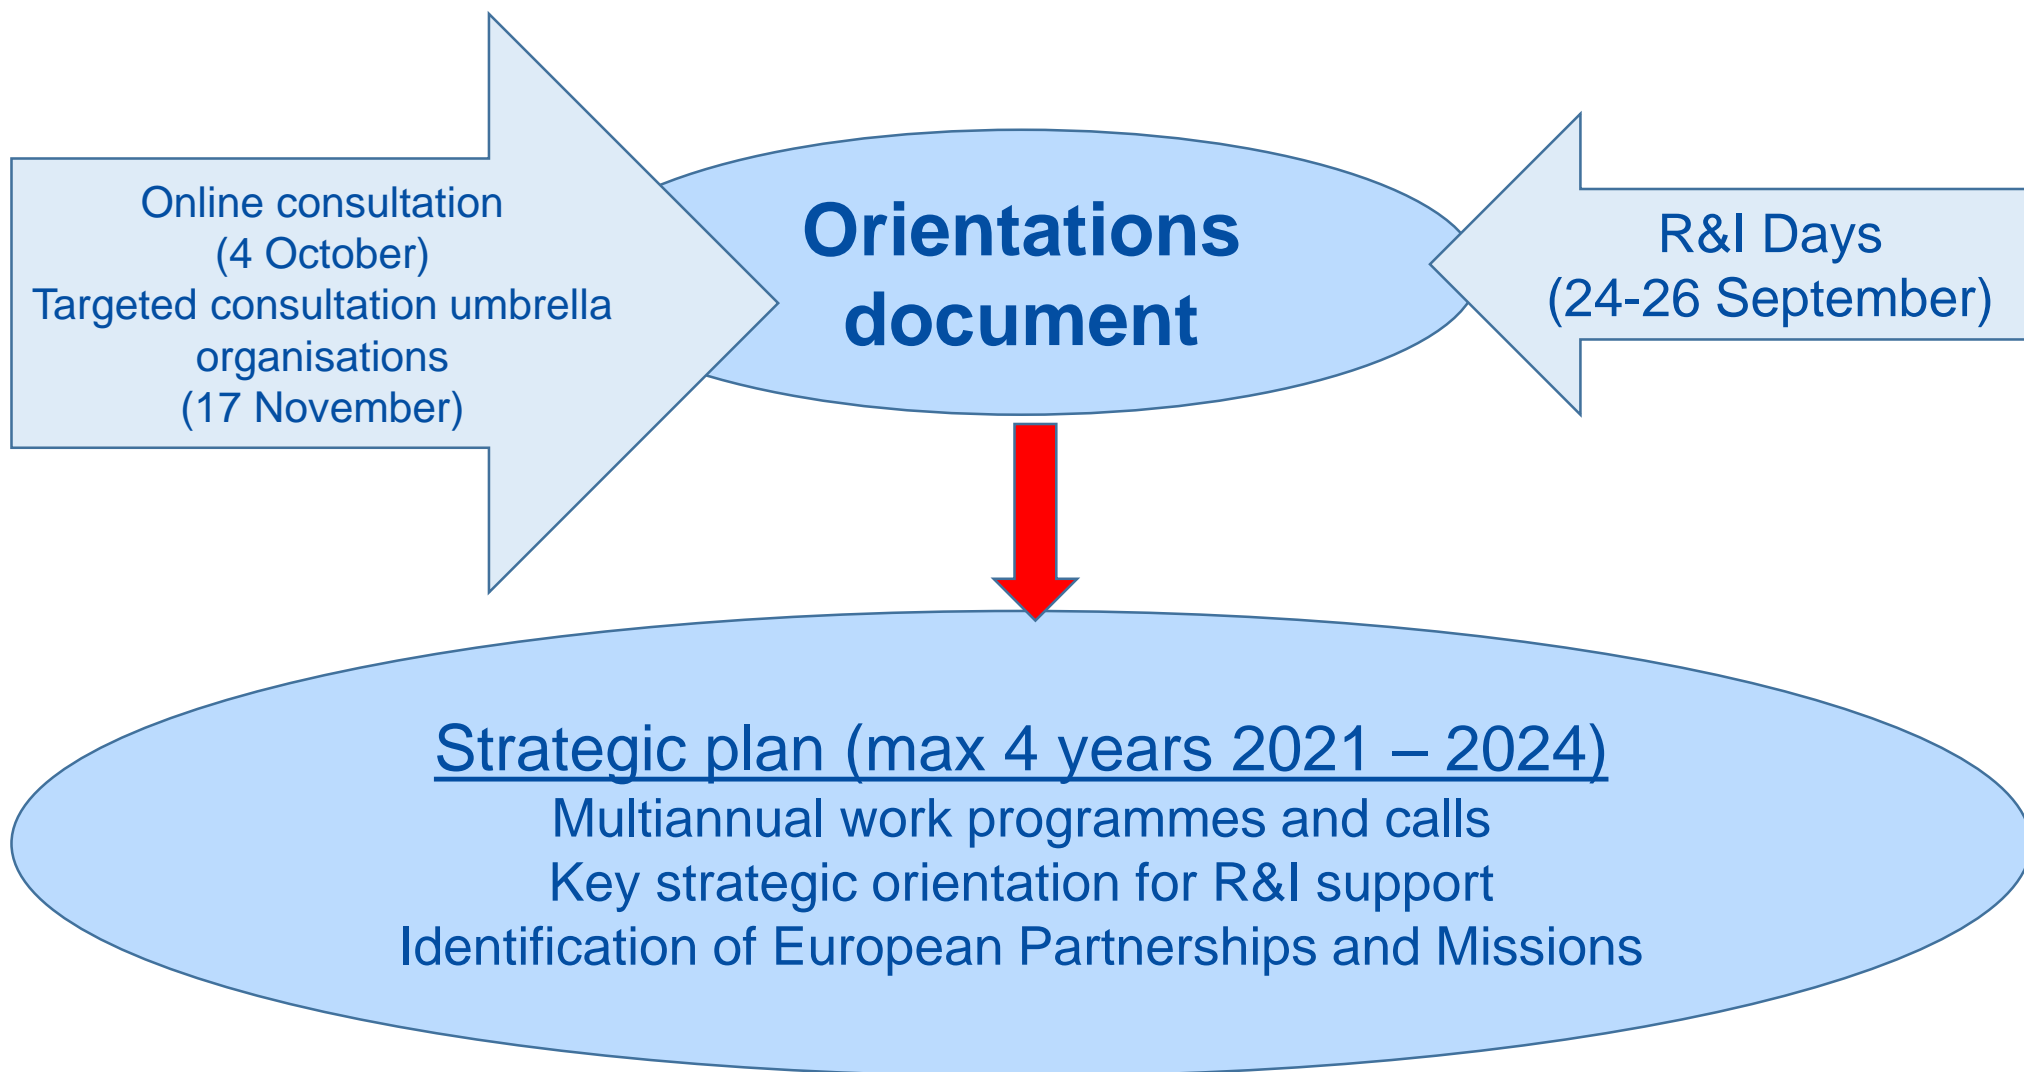 Online consultation
(4 October)
Targeted consultation umbrella
organisations
(17 November)
Orientations
document
R&I Days
(24-26 September)
Strategic plan (max 4 years 2021 – 2024)
Multiannual work programmes and calls
Key strategic orientation for R&I support
Identification of European Partnerships and Missions